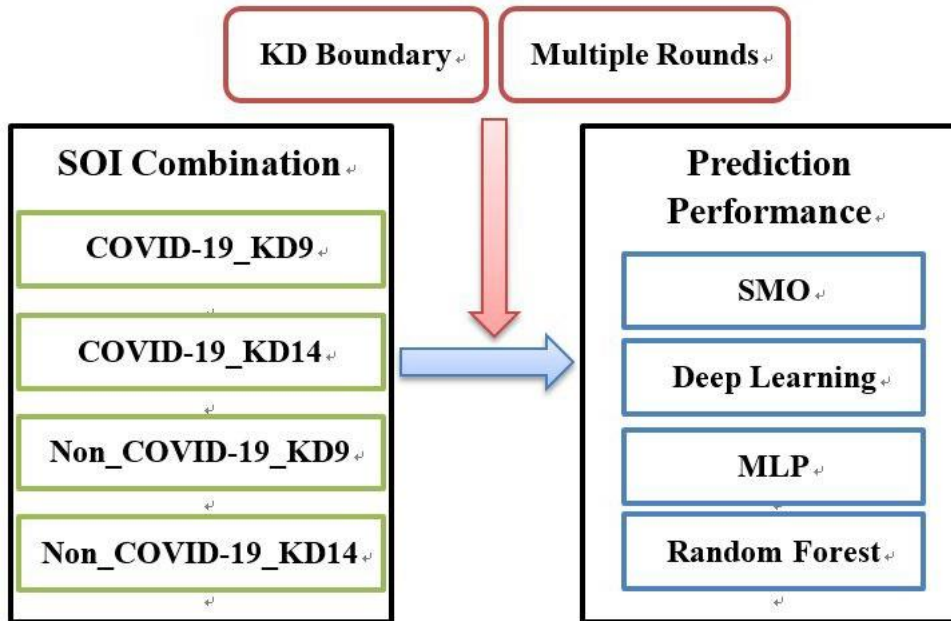 KD Boundary
Multiple Rounds
SOI Combination
COVID-19_KD9
COVID-19_KD14
Non_COVID-19_KD9
Non_COVID-19_KD14
Prediction
Performance
SMO
Deep Learning
MLP
Random Forest